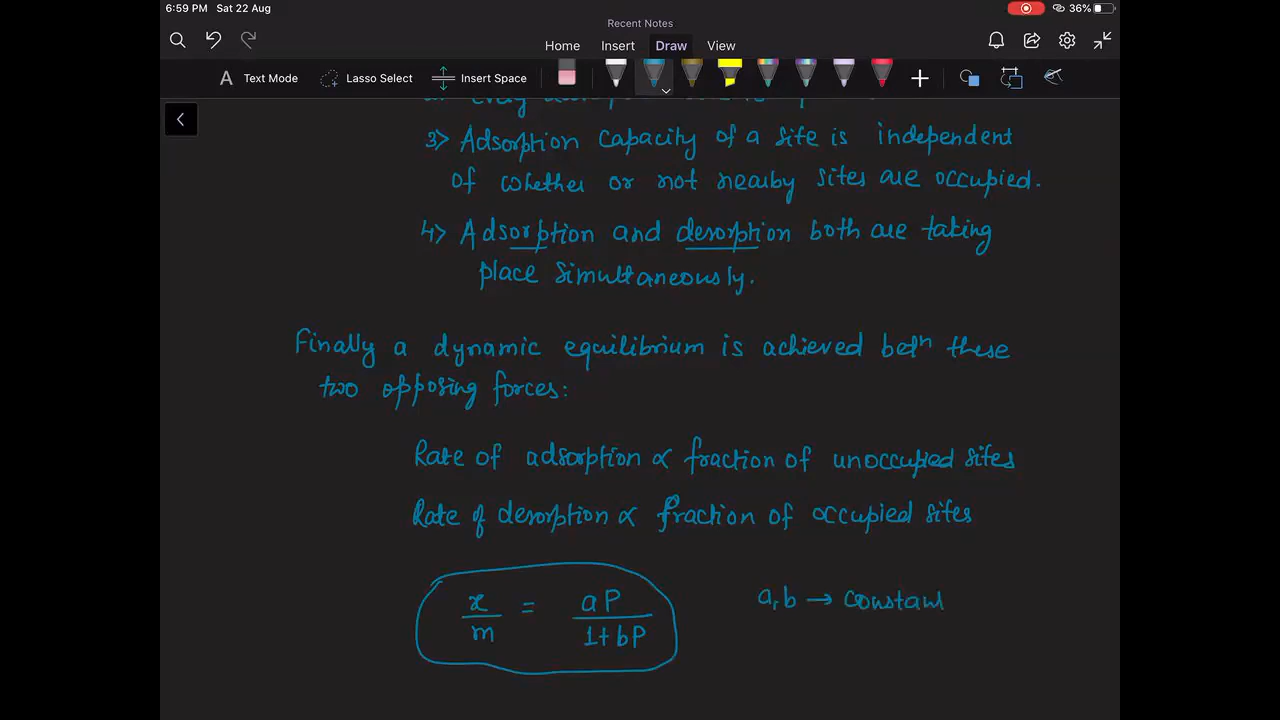 6:59 PM Sat 22 Aug
36%
Recent Notes
Home Insert Draw View
A Text Mode Lasso Select Insert Space
3> Adsorption capacity of a site is independent
of whether or not nearby sites are occupied.
4> Adsorption and desorption both are taking
place simultaneously.
Finally a dynamic equilibrium is achieved betn these
two opposing forces:
Rate of adsorption ∝ fraction of unoccupied sites
Rate of desorption ∝ fraction of occupied sites
x/m = aP/1+bP a,b → constant